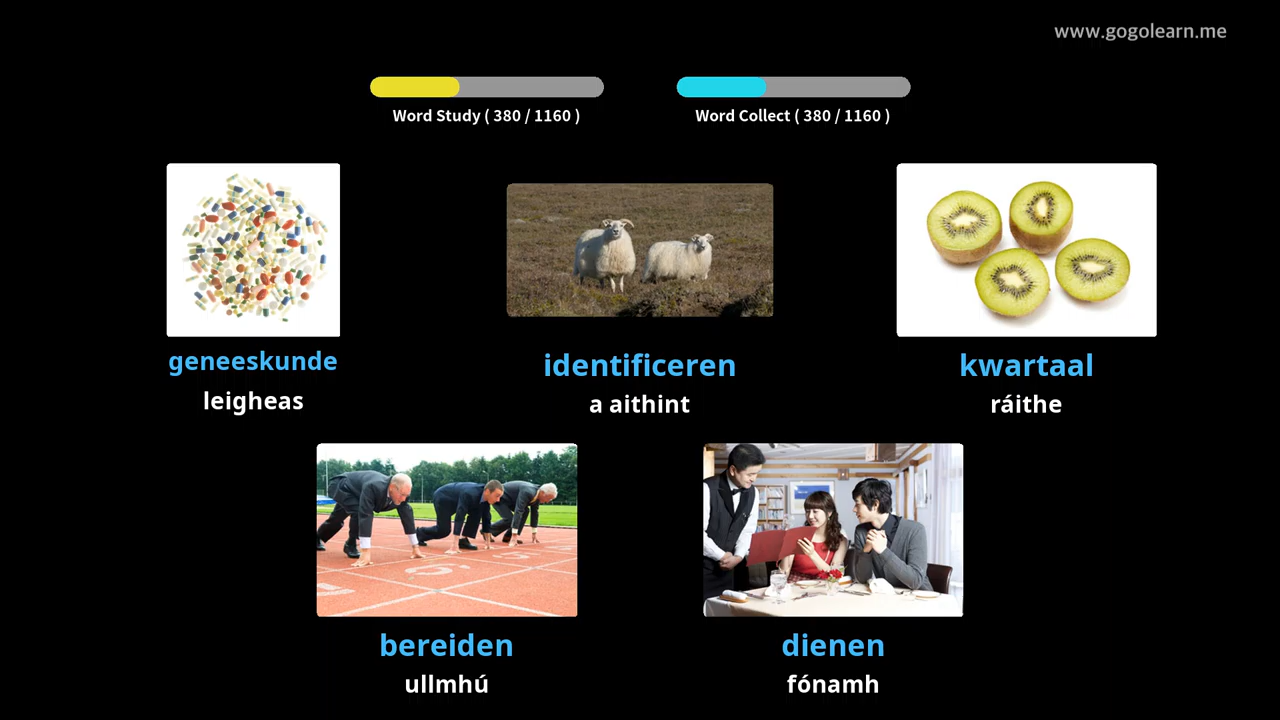 www.gogolearn.me
Word Study ( 380 / 1160 )
Word Collect ( 380 / 1160 )
geneeskunde
leigheas
identificeren
a aithint
kwartaal
ráithe
bereiden
ullmhú
dienen
fónamh